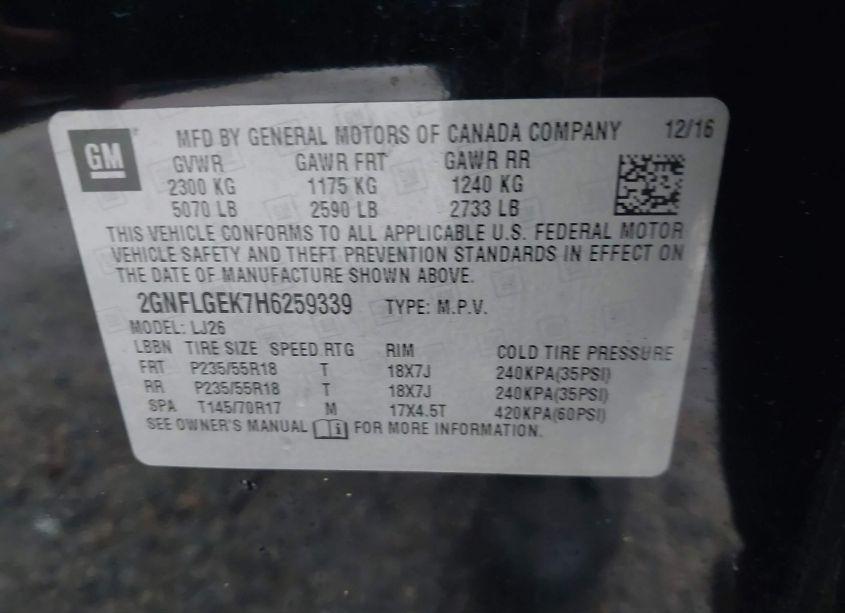 GM
MFD BY GENERAL MOTORS OF CANADA COMPANY 12/16
GVWR GAWR FRT GAWR RR
2300 KG 1175 KG 1240 KG
5070 LB 2590 LB 2733 LB
THIS VEHICLE CONFORMS TO ALL APPLICABLE U.S. FEDERAL MOTOR
VEHICLE SAFETY AND THEFT PREVENTION STANDARDS IN EFFECT ON
THE DATE OF MANUFACTURE SHOWN ABOVE.
2GNFLGEK7H6259339 TYPE: M.P.V.
MODEL: LJ26
LBBN TIRE SIZE SPEED RTG RIM COLD TIRE PRESSURE
FRT P235/55R18 T 18X7J 240KPA(35PSI)
RR P235/55R18 T 18X7J 240KPA(35PSI)
SPA T145/70R17 M 17X4.5T 420KPA(60PSI)
SEE OWNER'S MANUAL FOR MORE INFORMATION.